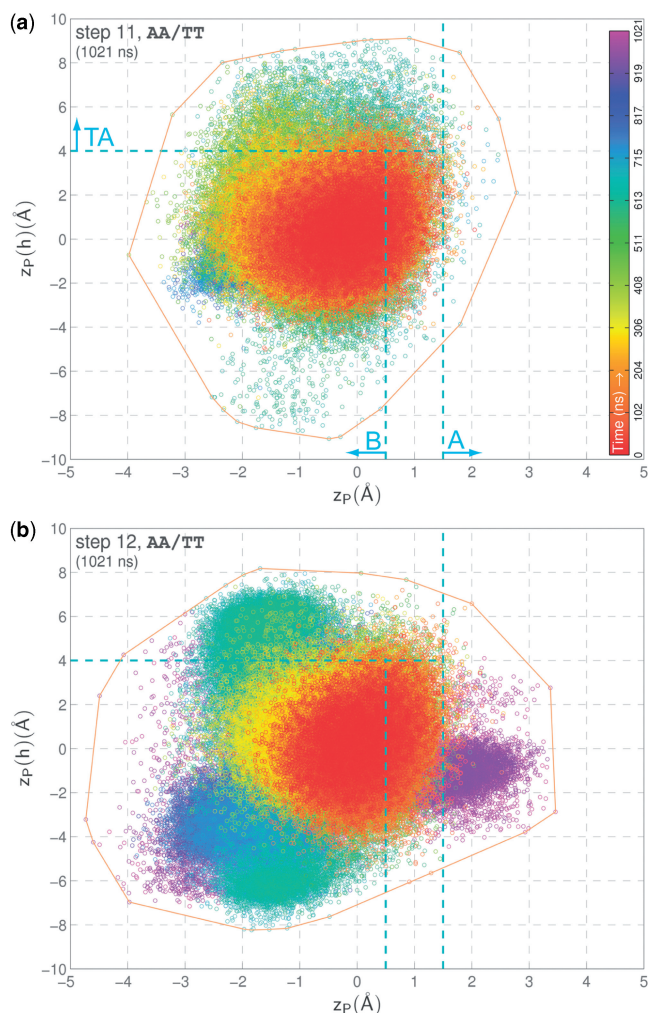 (a)
step 11, AA/TT
(1021 ns)
TA
B
A
10
8
6
4
2
0
−2
−4
−6
−8
−10
zP(h)(Å)
−5 −4 −3 −2 −1 0 1 2 3 4 5
zP(Å)
1021
919
817
715
613
511
408
306
204
102
0
Time (ns) →
(b)
step 12, AA/TT
(1021 ns)
10
8
6
4
2
0
−2
−4
−6
−8
−10
zP(h)(Å)
−5 −4 −3 −2 −1 0 1 2 3 4 5
zP(Å)